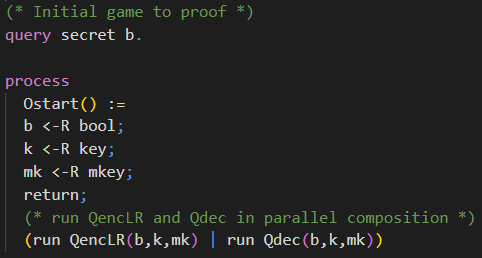 (* Initial game to proof *)
query secret b.
process
Ostart() :=
b <-R bool;
k <-R key;
mk <-R mkey;
return;
(* run QencLR and Qdec in parallel composition *)
(run QencLR(b,k,mk) | run Qdec(b,k,mk))